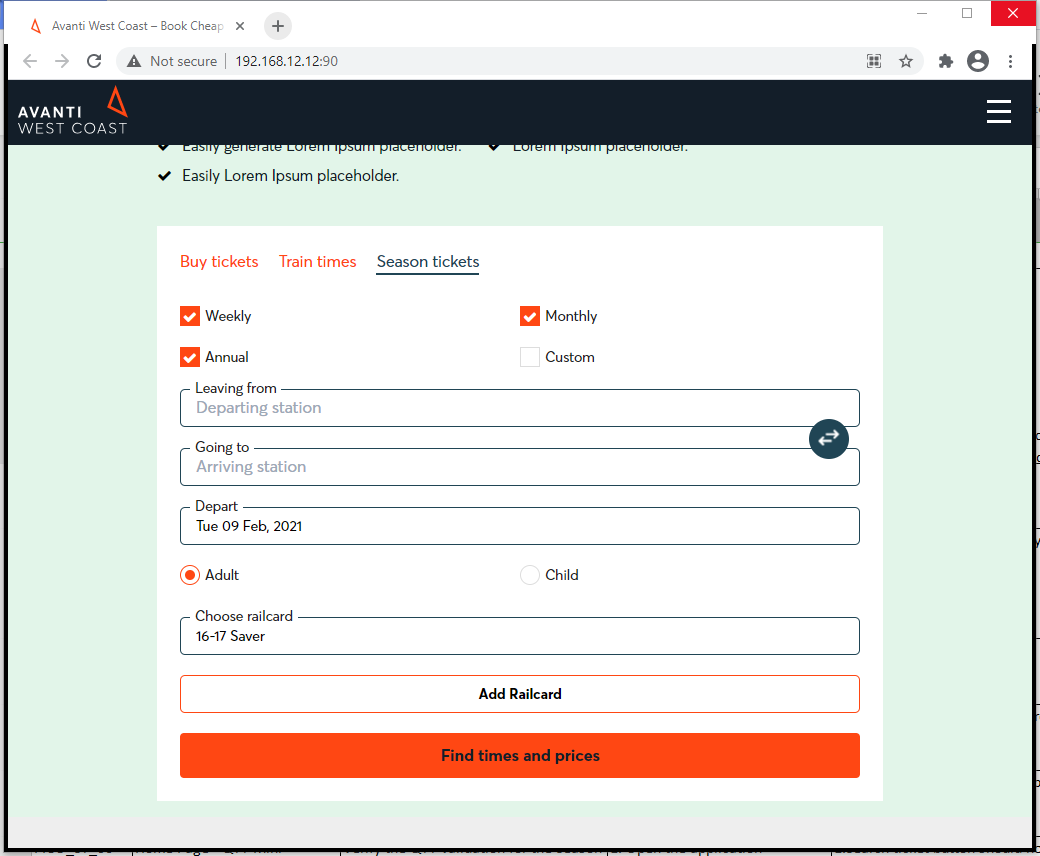 Avanti West Coast – Book Cheap
Not secure | 192.168.12.12:90
AVANTI
WEST COAST
Easily generate Lorem Ipsum placeholder. Lorem Ipsum placeholder.
Easily Lorem Ipsum placeholder.
Buy tickets Train times Season tickets
Weekly Monthly
Annual Custom
Leaving from
Departing station
Going to
Arriving station
Depart
Tue 09 Feb, 2021
Adult Child
Choose railcard
16-17 Saver
Add Railcard
Find times and prices